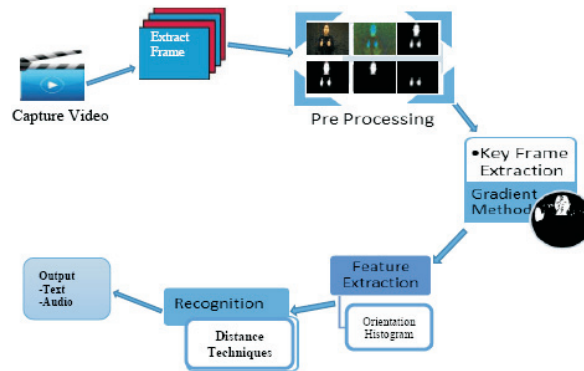 Extract
Frame
Capture Video
Pre Processing
•Key Frame
Extraction
Gradient
Method
Feature
Extraction
Orientation
Histogram
Recognition
Distance
Techniques
Output
-Text
-Audio